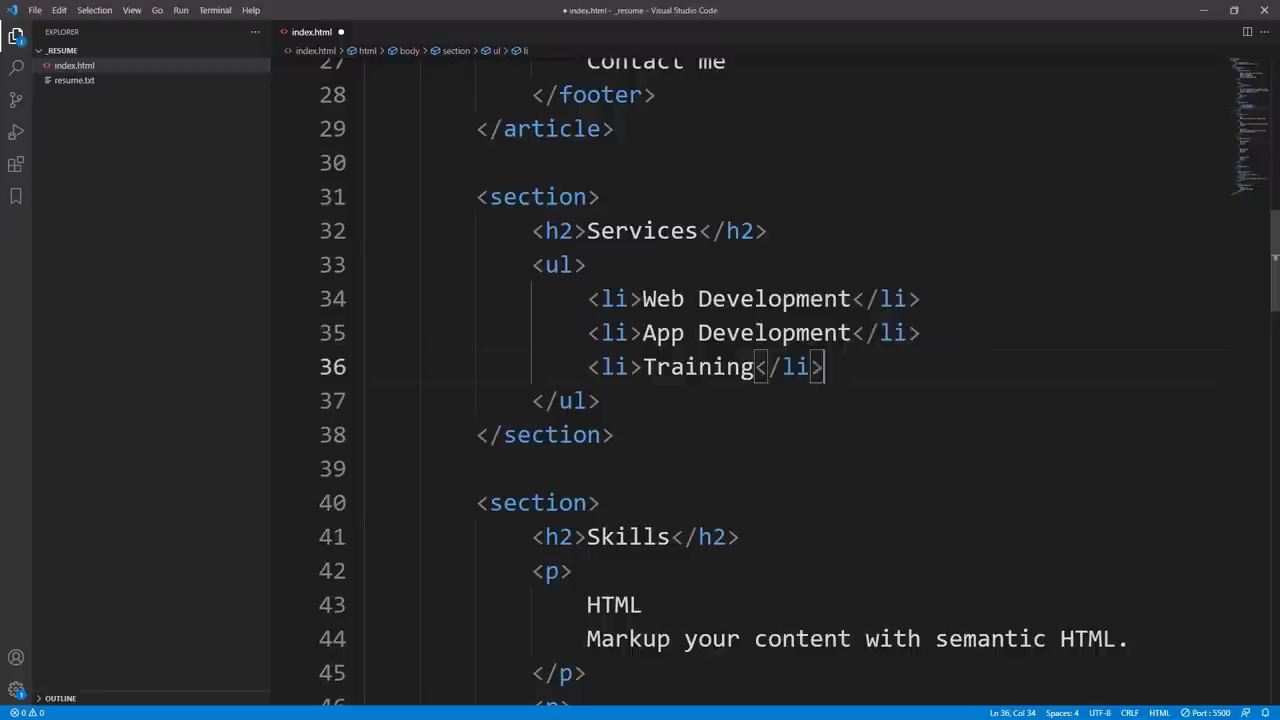 File Edit Selection View Go Run Terminal Help
● index.html - _resume - Visual Studio Code
EXPLORER
index.html ●
_RESUME
index.html > html > body > section > ul > li
index.html
resume.txt
27 Contact me
28 </footer>
29 </article>
30
31 <section>
32 <h2>Services</h2>
33 <ul>
34 <li>Web Development</li>
35 <li>App Development</li>
36 <li>Training</li>
37 </ul>
38 </section>
39
40 <section>
41 <h2>Skills</h2>
42 <p>
43 HTML
44 Markup your content with semantic HTML.
45 </p>
46
OUTLINE
0 0 Ln 36, Col 34 Spaces: 4 UTF-8 CRLF HTML Port : 5500